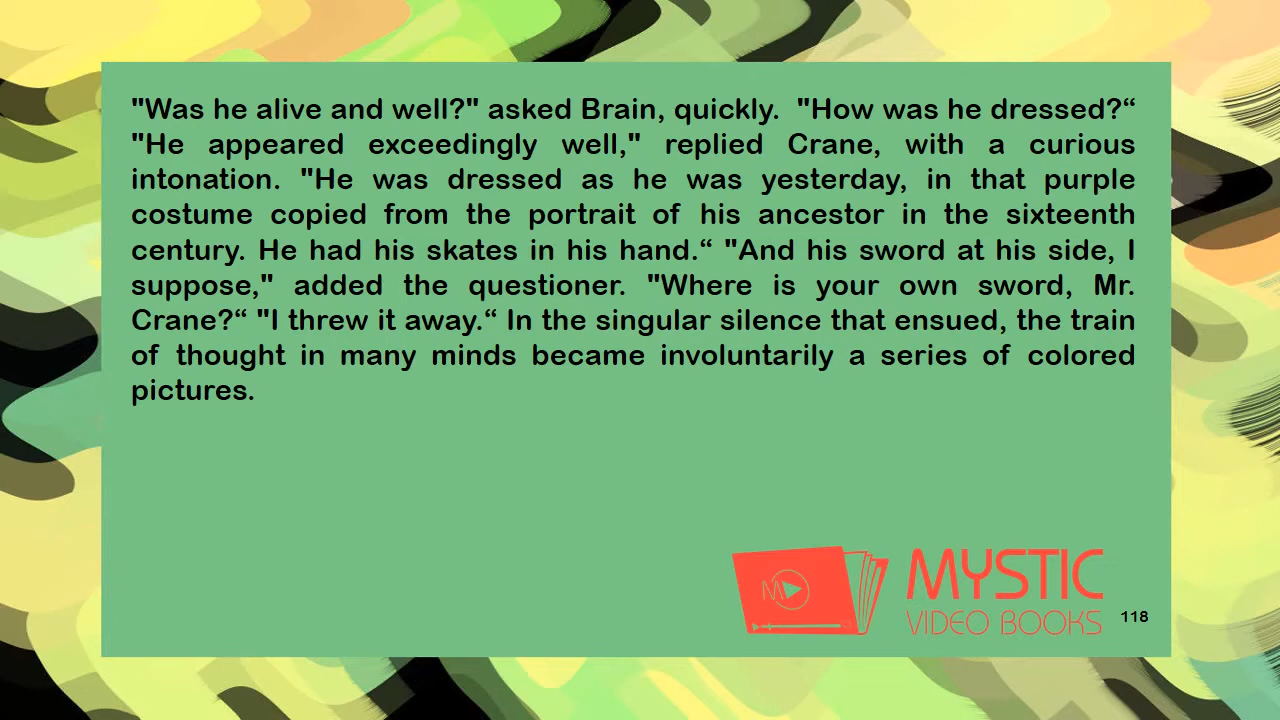 "Was he alive and well?" asked Brain, quickly.  "How was he dressed?“
"He appeared exceedingly well," replied Crane, with a curious
intonation. "He was dressed as he was yesterday, in that purple
costume copied from the portrait of his ancestor in the sixteenth
century. He had his skates in his hand.“ "And his sword at his side, I
suppose," added the questioner. "Where is your own sword, Mr.
Crane?“ "I threw it away.“ In the singular silence that ensued, the train
of thought in many minds became involuntarily a series of colored
pictures.
M
MYSTIC
VIDEO BOOKS
118